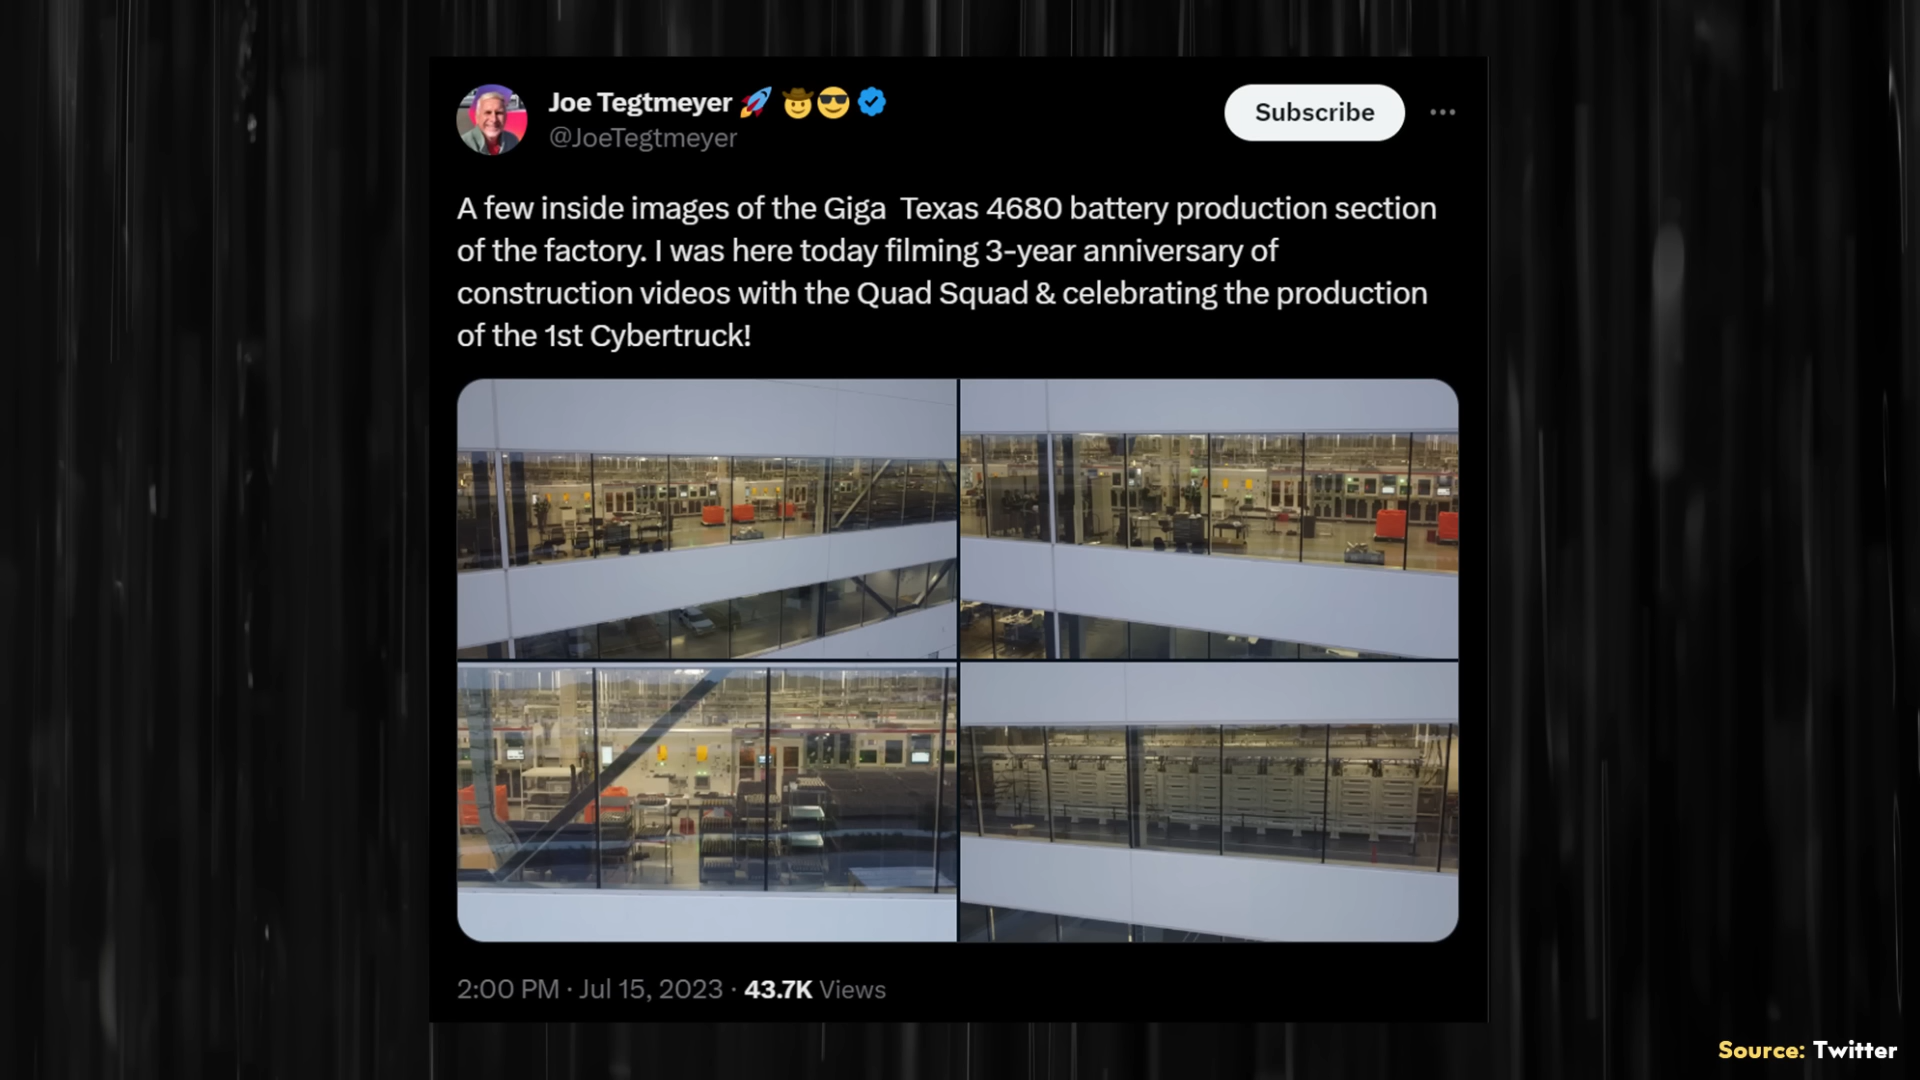 Joe Tegtmeyer 🚀 🤠😎
@JoeTegtmeyer
Subscribe
A few inside images of the Giga  Texas 4680 battery production section
of the factory. I was here today filming 3-year anniversary of
construction videos with the Quad Squad & celebrating the production
of the 1st Cybertruck!
2:00 PM · Jul 15, 2023 · 43.7K Views
Source: Twitter